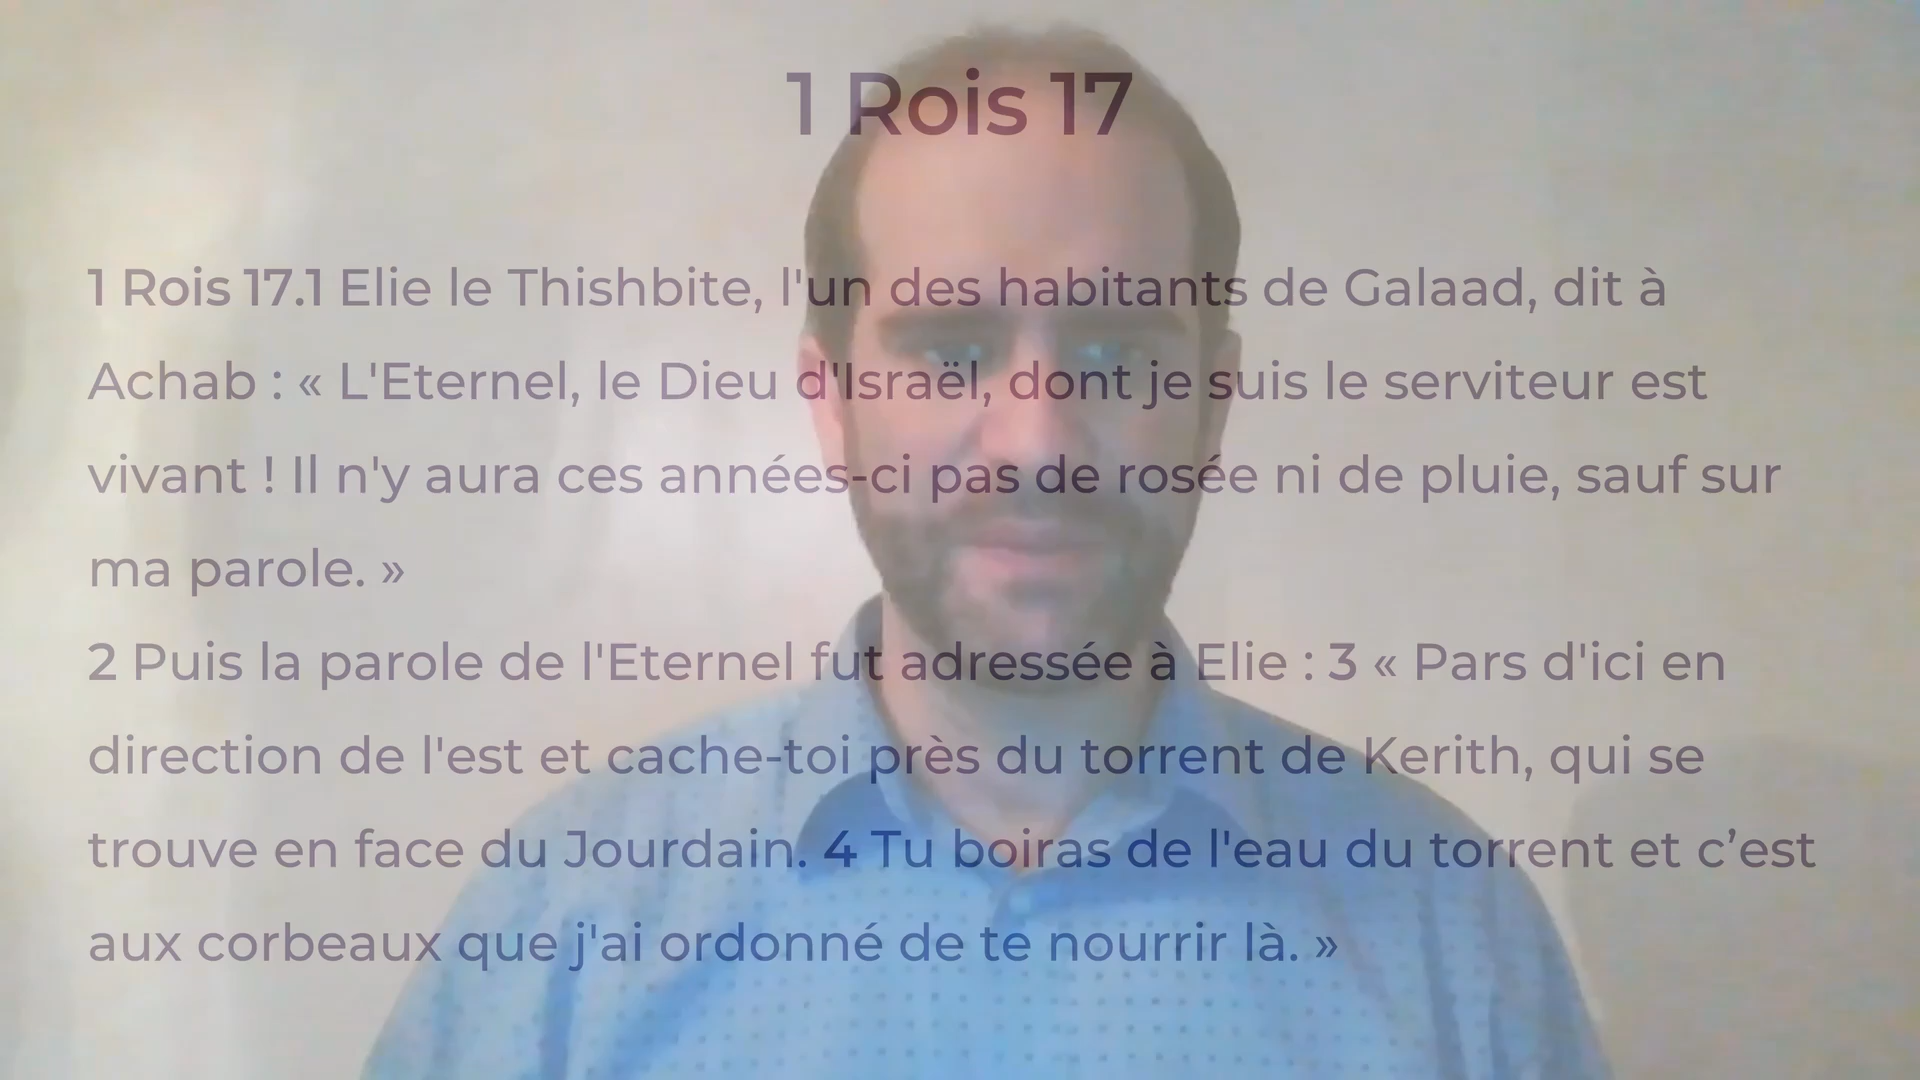 1 Rois 17
1 Rois 17.1 Elie le Thishbite, l'un des habitants de Galaad, dit à
Achab : « L'Eternel, le Dieu d'Israël, dont je suis le serviteur est
vivant ! Il n'y aura ces années-ci pas de rosée ni de pluie, sauf sur
ma parole. »
2 Puis la parole de l'Eternel fut adressée à Elie : 3 « Pars d'ici en
direction de l'est et cache-toi près du torrent de Kerith, qui se
trouve en face du Jourdain. 4 Tu boiras de l'eau du torrent et c’est
aux corbeaux que j'ai ordonné de te nourrir là. »